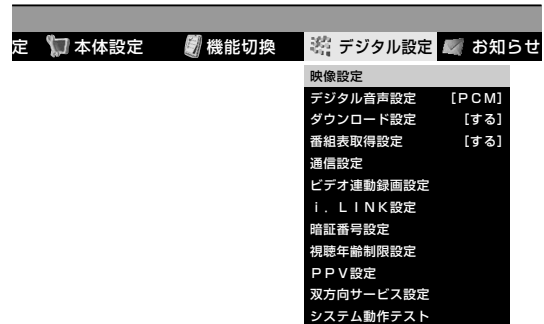 定 本体設定 機能切換 デジタル設定 お知らせ
映像設定
デジタル音声設定 [ＰＣＭ]
ダウンロード設定 [する]
番組表取得設定 [する]
通信設定
ビデオ連動録画設定
ｉ．ＬＩＮＫ設定
暗証番号設定
視聴年齢制限設定
ＰＰＶ設定
双方向サービス設定
システム動作テスト